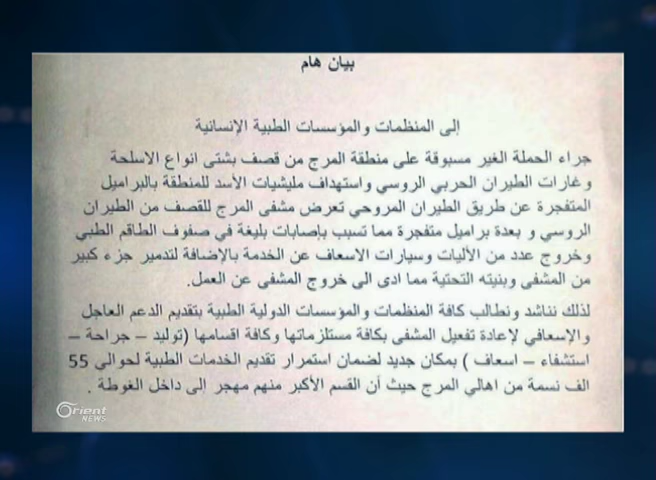 بيان هام
إلى المنظمات والمؤسسات الطبية الإنسانية
جراء الحملة الغير مسبوقة على منطقة المرج من قصف بشتى انواع الاسلحة
وغارات الطيران الحربي الروسي واستهداف مليشيات الأسد للمنطقة بالبراميل
المتفجرة عن طريق الطيران المروحي تعرض مشفى المرج للقصف من الطيران
الروسي و بعدة براميل متفجرة مما تسبب بإصابات بليغة في صفوف الطاقم الطبي
وخروج عدد من الأليات وسيارات الاسعاف عن الخدمة بالإضافة لتدمير جزء كبير
من المشفى وبنيته التحتية مما ادى الى خروج المشفى عن العمل.
لذلك نناشد ونطالب كافة المنظمات والمؤسسات الدولية الطبية بتقديم الدعم العاجل
والإسعافي لإعادة تفعيل المشفى بكافة مستلزماتها وكافة اقسامها (توليد – جراحة –
استشفاء – اسعاف ) بمكان جديد لضمان استمرار تقديم الخدمات الطبية لحوالي 55
الف نسمة من اهالي المرج حيث أن القسم الأكبر منهم مهجر إلى داخل الغوطة .
Orient
NEWS